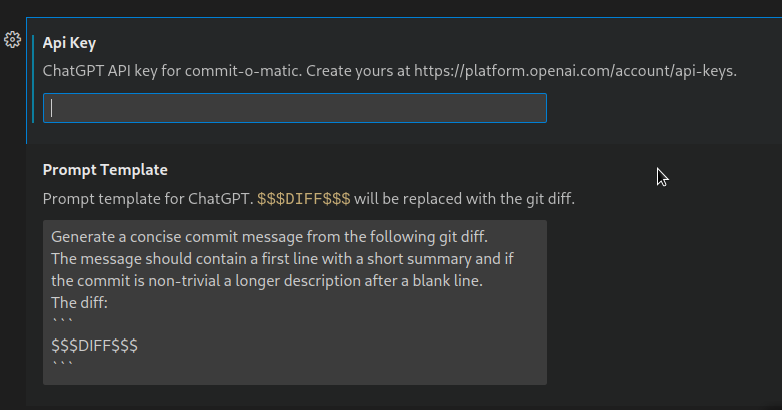 Api Key
ChatGPT API key for commit-o-matic. Create yours at https://platform.openai.com/account/api-keys.
Prompt Template
Prompt template for ChatGPT. $$$DIFF$$$ will be replaced with the git diff.
Generate a concise commit message from the following git diff.
The message should contain a first line with a short summary and if
the commit is non-trivial a longer description after a blank line.
The diff:
```
$$$DIFF$$$
```